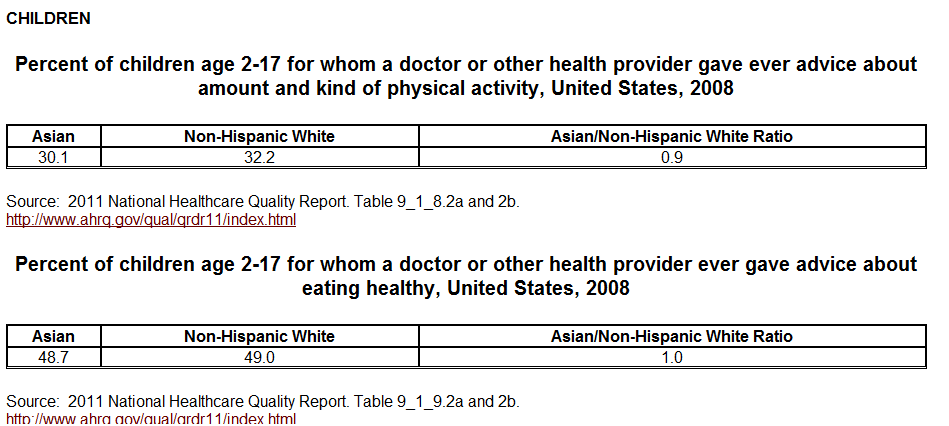 CHILDREN
Percent of children age 2-17 for whom a doctor or other health provider gave ever advice about
amount and kind of physical activity, United States, 2008
Asian Non-Hispanic White Asian/Non-Hispanic White Ratio
30.1 32.2 0.9
Source:  2011 National Healthcare Quality Report. Table 9_1_8.2a and 2b.
http://www.ahrq.gov/qual/qrdr11/index.html
Percent of children age 2-17 for whom a doctor or other health provider ever gave advice about
eating healthy, United States, 2008
Asian Non-Hispanic White Asian/Non-Hispanic White Ratio
48.7 49.0 1.0
Source:  2011 National Healthcare Quality Report. Table 9_1_9.2a and 2b.
http://www.ahrq.gov/qual/qrdr11/index.html